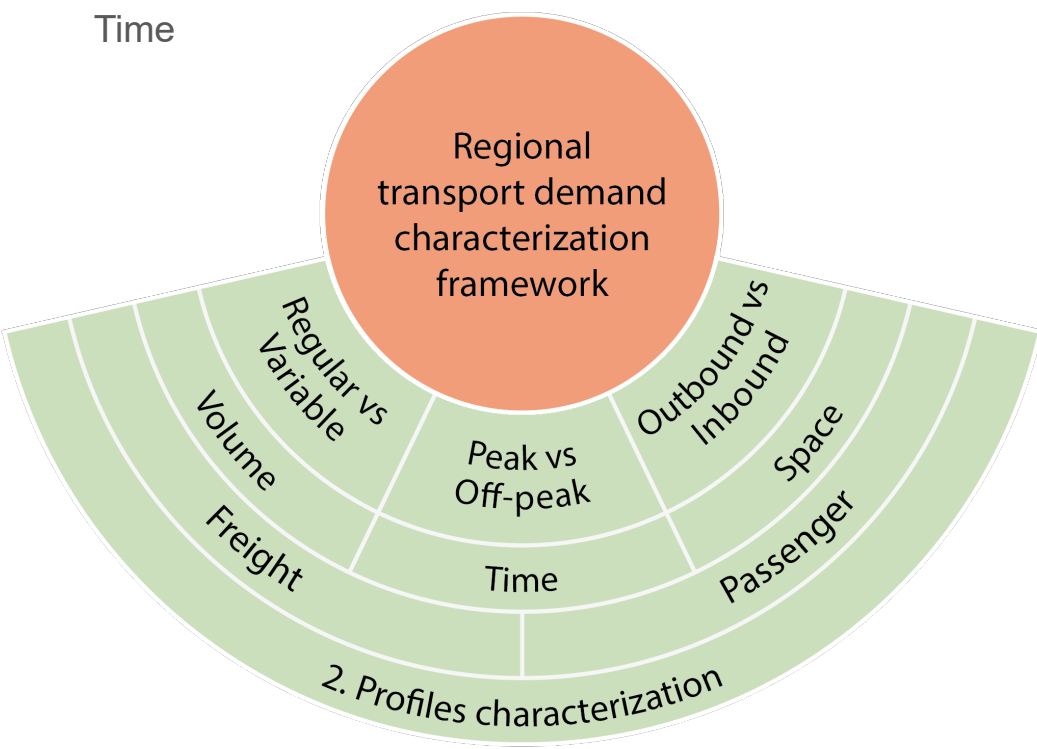 Time
Regional
transport demand
characterization
framework
Regular vs
Variable
Peak vs
Off-peak
Outbound vs
Inbound
Volume
Time
Space
Freight
Passenger
2. Profiles characterization